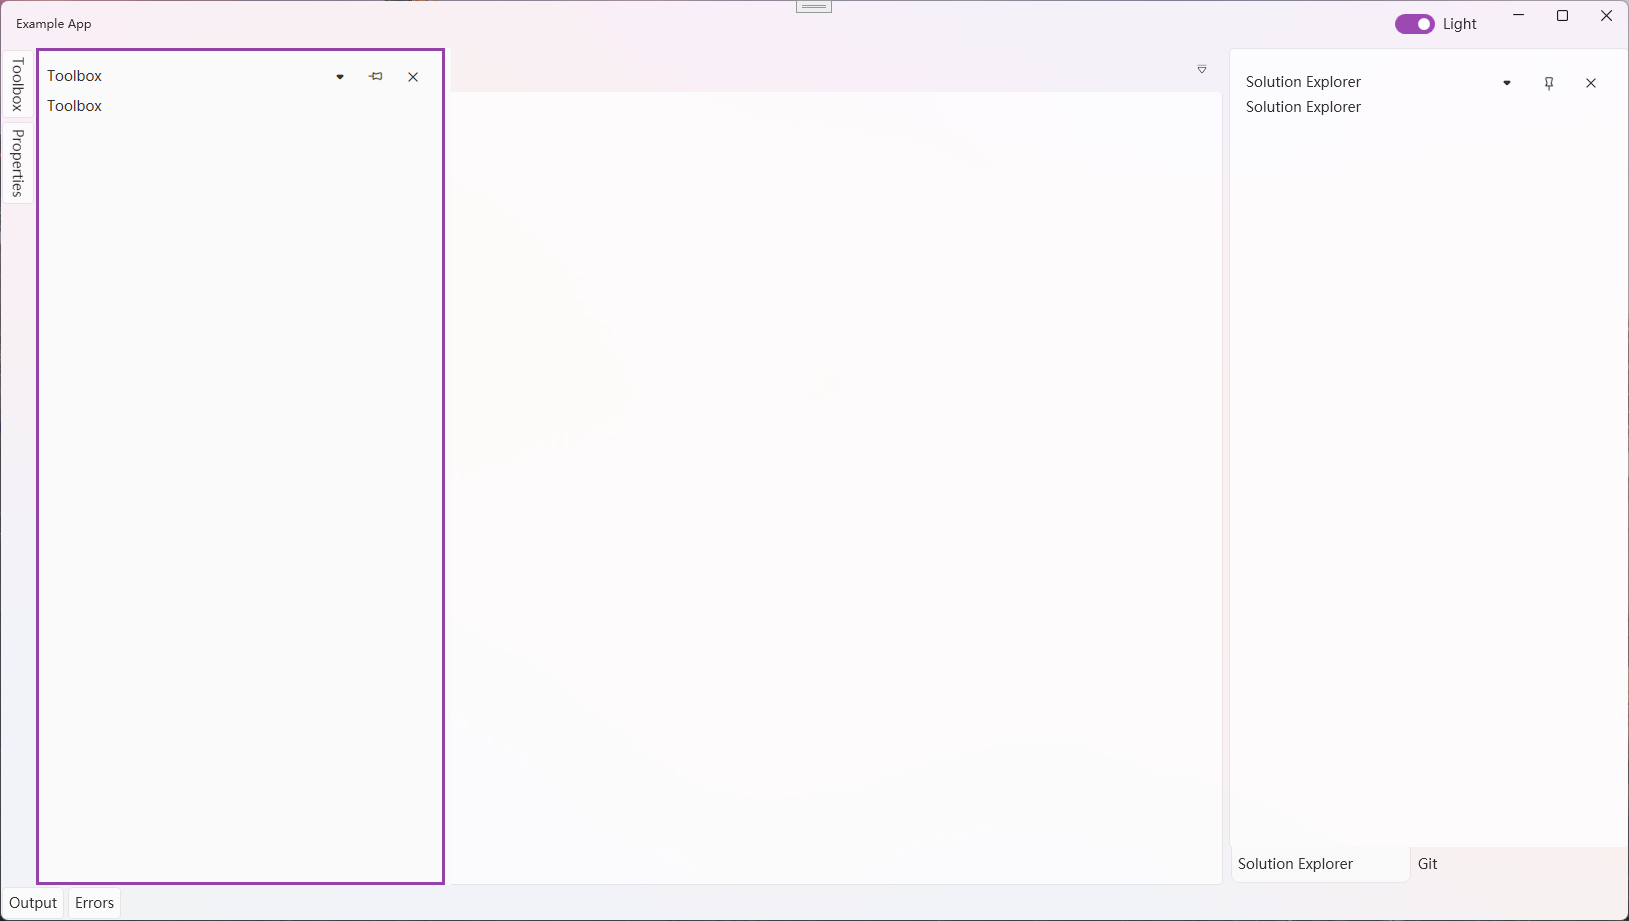 Example App
Light
Toolbox
Properties
Toolbox
Toolbox
Solution Explorer
Solution Explorer
Solution Explorer
Git
Output
Errors